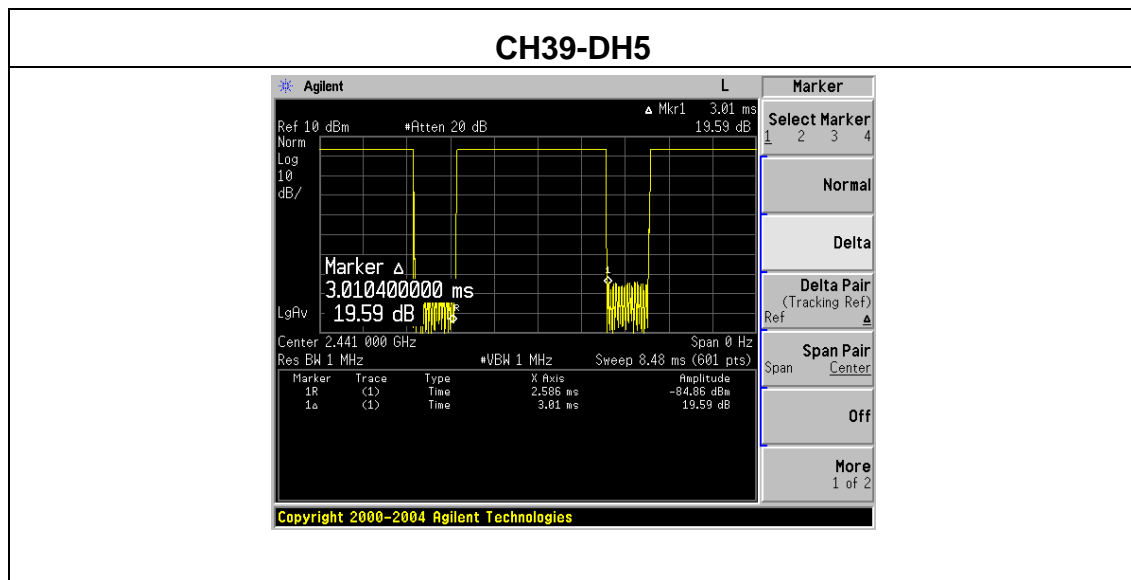 CH39-DH5
Agilent L Marker
Mkr1 3.01 ms
Ref 10 dBm #Atten 20 dB 19.59 dB
Norm
Log
10
dB/
Marker Δ
3.010400000 ms
19.59 dB
LgAv
1
R
Center 2.441 000 GHz Span 0 Hz
Res BW 1 MHz #VBW 1 MHz Sweep 8.48 ms (601 pts)
Marker Trace Type X Axis Amplitude
1R (1) Time 2.586 ms -84.86 dBm
1Δ (1) Time 3.01 ms 19.59 dB
Select Marker
1 2 3 4
Normal
Delta
Delta Pair
(Tracking Ref)
Ref Δ
Span Pair
Span Center
Off
More
1 of 2
Copyright 2000-2004 Agilent Technologies